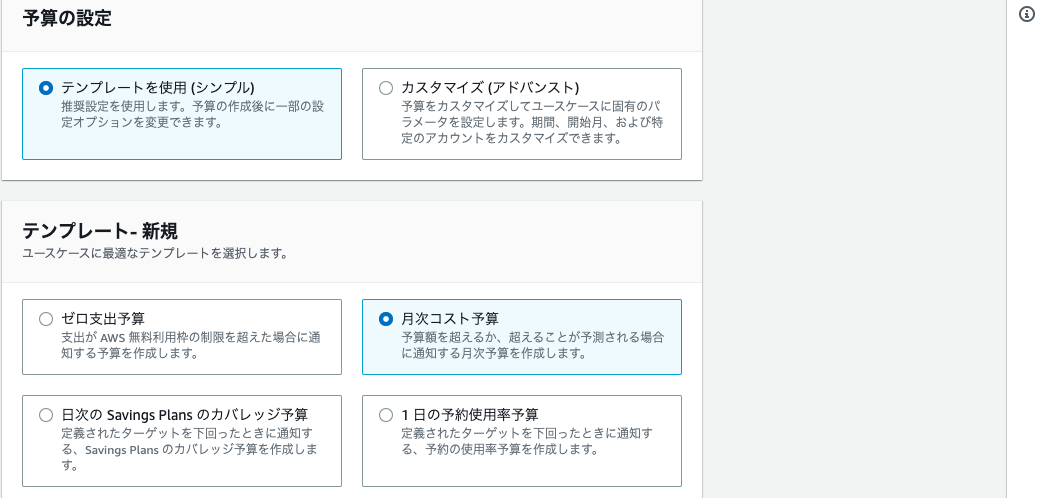 予算の設定
テンプレートを使用 (シンプル)
推奨設定を使用します。予算の作成後に一部の設
定オプションを変更できます。
カスタマイズ (アドバンスト)
予算をカスタマイズしてユースケースに固有のパ
ラメータを設定します。期間、開始月、および特
定のアカウントをカスタマイズできます。
テンプレート- 新規
ユースケースに最適なテンプレートを選択します。
ゼロ支出予算
支出が AWS 無料利用枠の制限を超えた場合に通
知する予算を作成します。
月次コスト予算
予算額を超えるか、超えることが予測される場合
に通知する月次予算を作成します。
日次の Savings Plans のカバレッジ予算
定義されたターゲットを下回ったときに通知す
る、Savings Plans のカバレッジ予算を作成しま
す。
1 日の予約使用率予算
定義されたターゲットを下回ったときに通知す
る、予約の使用率予算を作成します。